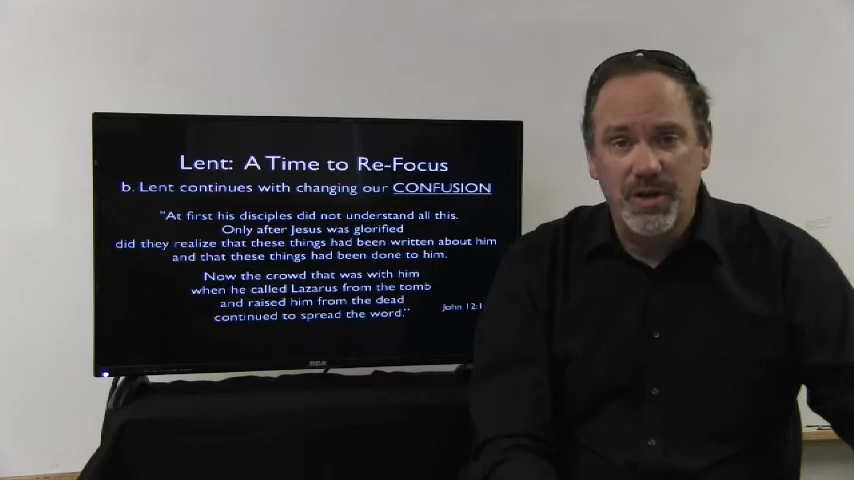 Lent: A Time to Re-Focus
b. Lent continues with changing our CONFUSION
"At first his disciples did not understand all this.
Only after Jesus was glorified
did they realize that these things had been written about him
and that these things had been done to him.
Now the crowd that was with him
when he called Lazarus from the tomb
and raised him from the dead
continued to spread the word."
John 12:1
RCA